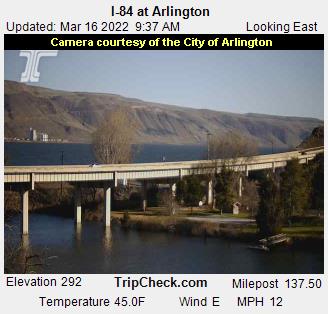 I-84 at Arlington
Updated: Mar 16 2022 9:37 AM Looking East
Camera courtesy of the City of Arlington
Elevation 292 TripCheck.com Milepost 137.50
Temperature 45.0F Wind E MPH 12